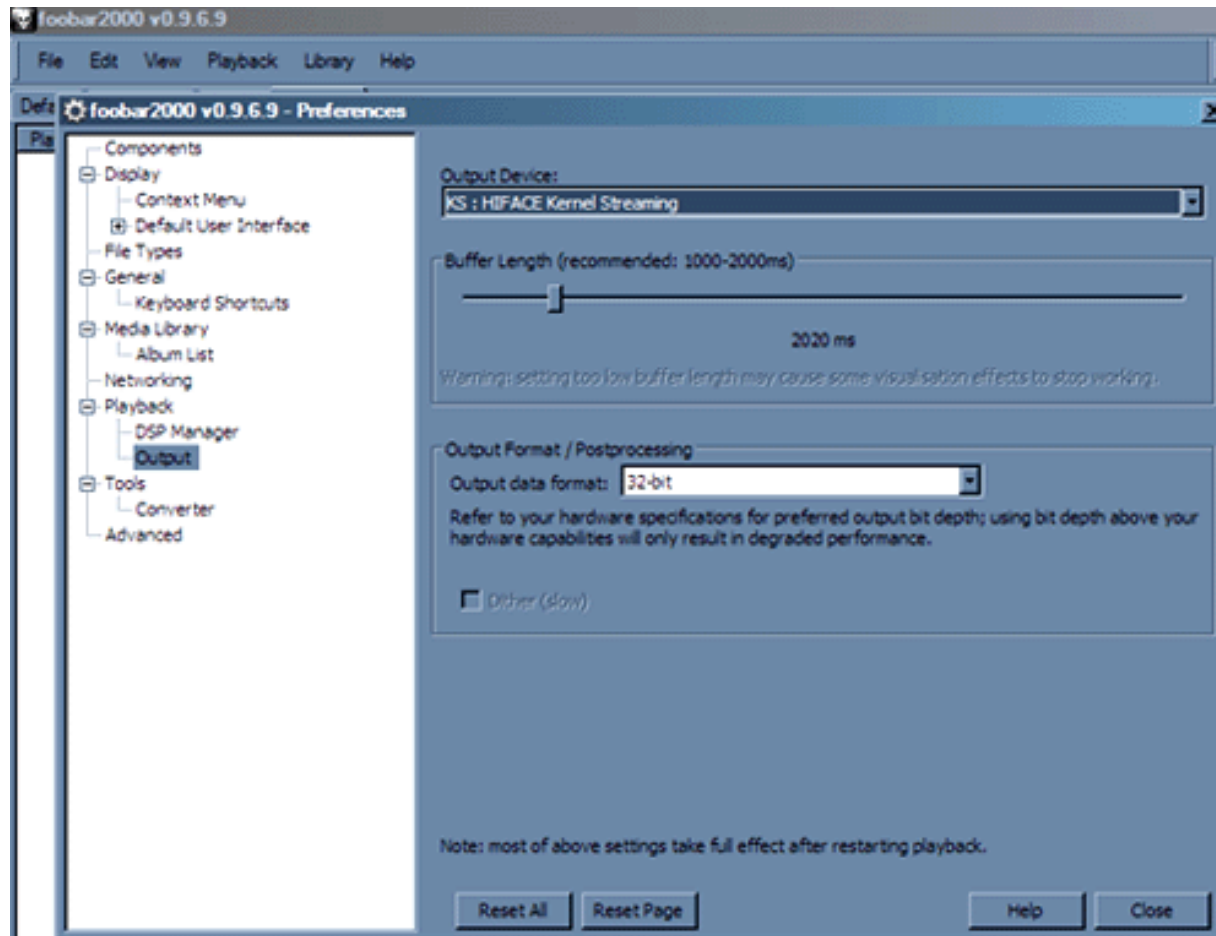 foobar2000 v0.9.6.9
File Edit View Playback Library Help
Defa
foobar2000 v0.9.6.9 - Preferences
Pla
Components
Display
Context Menu
Default User Interface
File Types
General
Keyboard Shortcuts
Media Library
Album List
Networking
Playback
DSP Manager
Output
Tools
Converter
Advanced
Output Device:
KS : HIFACE Kernel Streaming
Buffer Length (recommended: 1000-2000ms)
2020 ms
Warning: setting too low buffer length may cause some visualisation effects to stop working.
Output Format / Postprocessing
Output data format: 32-bit
Refer to your hardware specifications for preferred output bit depth; using bit depth above your
hardware capabilities will only result in degraded performance.
Dither (slow)
Note: most of above settings take full effect after restarting playback.
Reset All Reset Page Help Close